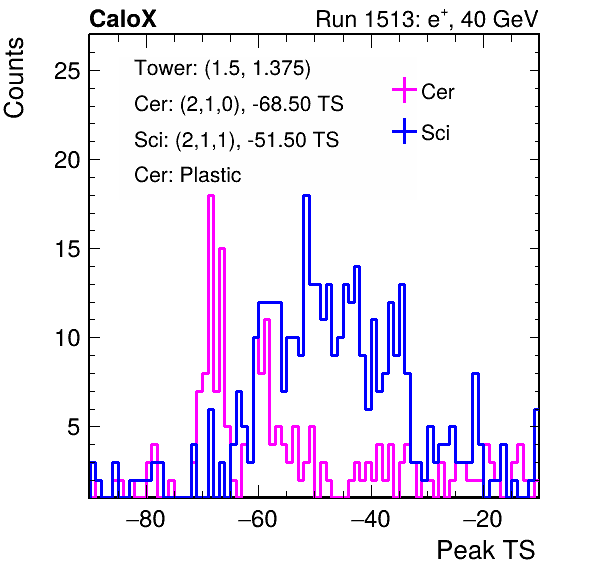 CaloX Run 1513: e⁺, 40 GeV
Counts
Tower: (1.5, 1.375)
Cer: (2,1,0), -68.50 TS
Sci: (2,1,1), -51.50 TS
Cer: Plastic
Cer
Sci
25
20
15
10
5
−80 −60 −40 −20
Peak TS